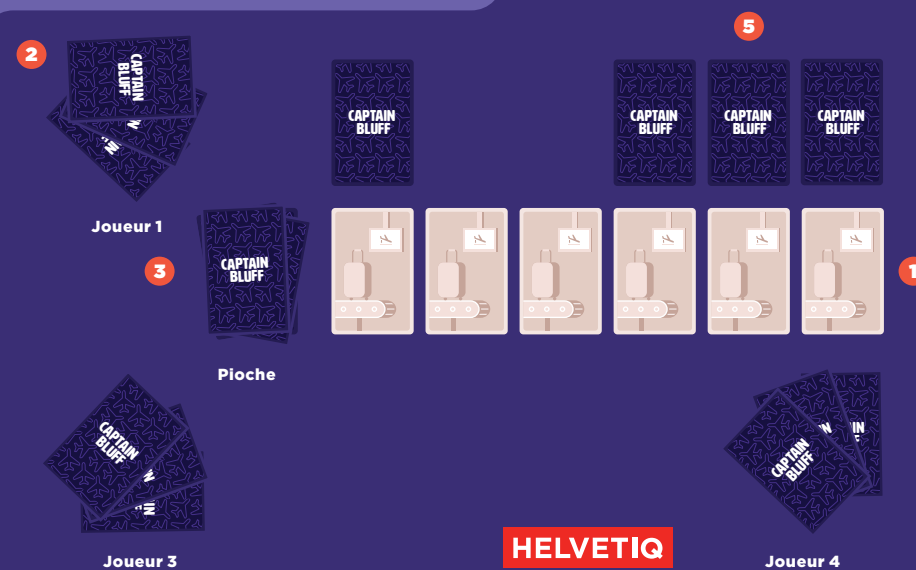 2
5
CAPTAIN
BLUFF
CAPTAIN
BLUFF
CAPTAIN
BLUFF
CAPTAIN
BLUFF
CAPTAIN
BLUFF
Joueur 1
3
CAPTAIN
BLUFF
1
Pioche
CAPTAIN
BLUFF
CAPTAIN
BLUFF
HELVETIQ
Joueur 3
Joueur 4